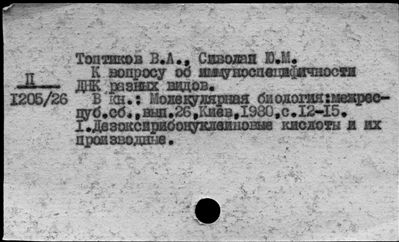 Топтиков В.А., Сиволап Ю.М.
К вопросу об иммуноспецифичности
ДНК разных видов.
П
1205/26
В кн.: Молекулярная биология:межрес-
пуб.сб.,вып.26,Киев,1980,с.12-15.
I.Дезоксирибонуклеиновые кислоты и их
производные.